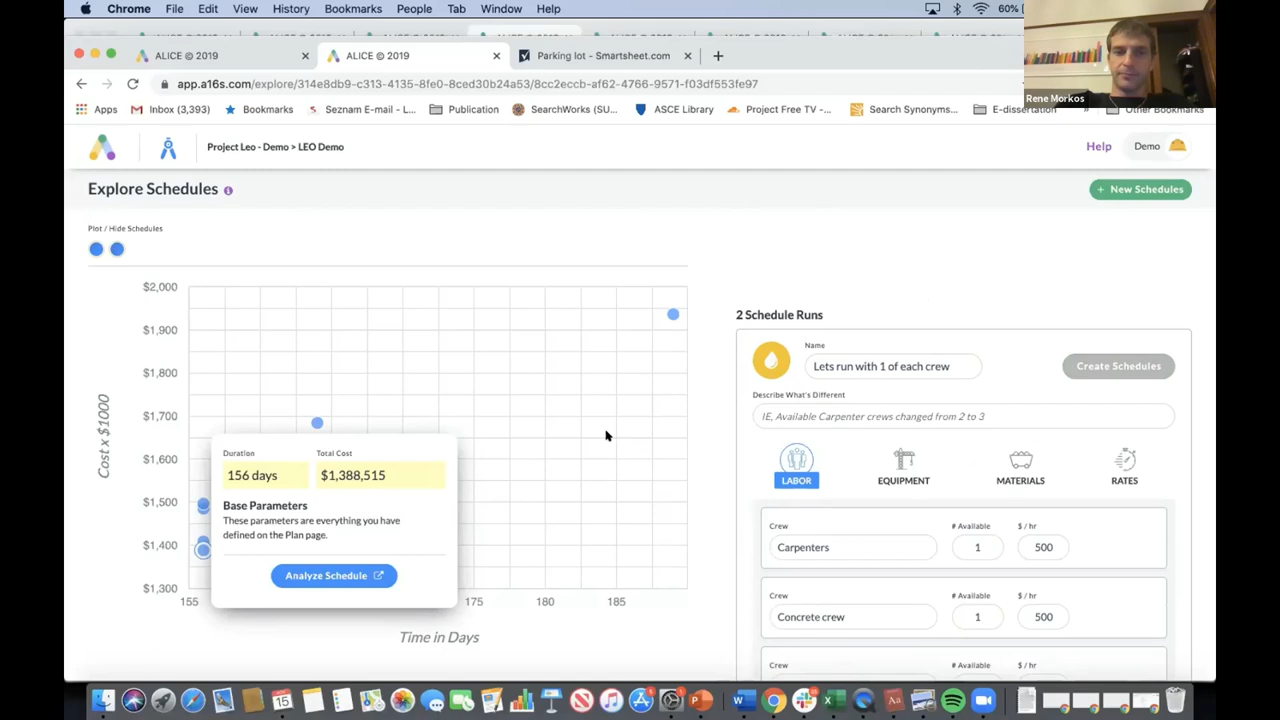 Chrome File Edit View History Bookmarks People Tab Window Help 60%
ALICE © 2019 ALICE © 2019 Parking lot - Smartsheet.com
app.a16s.com/explore/314e8db9-c313-4135-8fe0-8ced30b24a53/8cc2eccb-af62-4766-9571-f03df553fe97
Rene Morkos
Apps Inbox (3,393) Bookmarks Seznam E-mail - L... Publication SearchWorks (SU... ASCE Library Project Free TV -... Search Synonyms... E-dissertation » Other Bookmarks
Project Leo - Demo > LEO Demo
Help Demo
Explore Schedules
+ New Schedules
Plot / Hide Schedules
$2,000
$1,900
$1,800
$1,700
$1,600
$1,500
$1,400
$1,300
Cost x $1000
155 175 180 185
Time in Days
Duration Total Cost
156 days $1,388,515
Base Parameters
These parameters are everything you have
defined on the Plan page.
Analyze Schedule
2 Schedule Runs
Name
Lets run with 1 of each crew
Create Schedules
Describe What's Different
IE, Available Carpenter crews changed from 2 to 3
LABOR EQUIPMENT MATERIALS RATES
Crew # Available $ / hr
Carpenters 1 500
Crew # Available $ / hr
Concrete crew 1 500
Crew # Available $ / hr
15